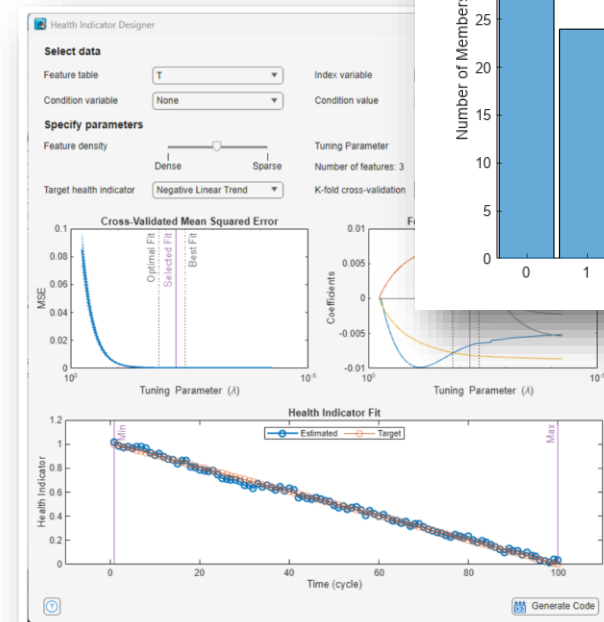 Health Indicator Designer
Select data
Feature table T Index variable
Condition variable None Condition value
Specify parameters
Feature density Tuning Parameter
Dense Sparse Number of features: 3
Target health indicator Negative Linear Trend K-fold cross-validation
Number of Members
25
20
15
10
5
0
0 1
Cross-Validated Mean Squared Error
0.1
0.08
0.06
0.04
0.02
0
MSE
Optimal Fit
Selected Fit
Best Fit
10⁰ 10⁻⁵
Tuning Parameter (λ)
0.01
0.005
0
-0.005
-0.01
Coefficients
10⁰
Tuning Parameter (λ)
Health Indicator Fit
1.2
1
0.8
0.6
0.4
0.2
0
Health Indicator
Min
Estimated Target
Max
0 20 40 60 80 100
Time (cycle)
Generate Code